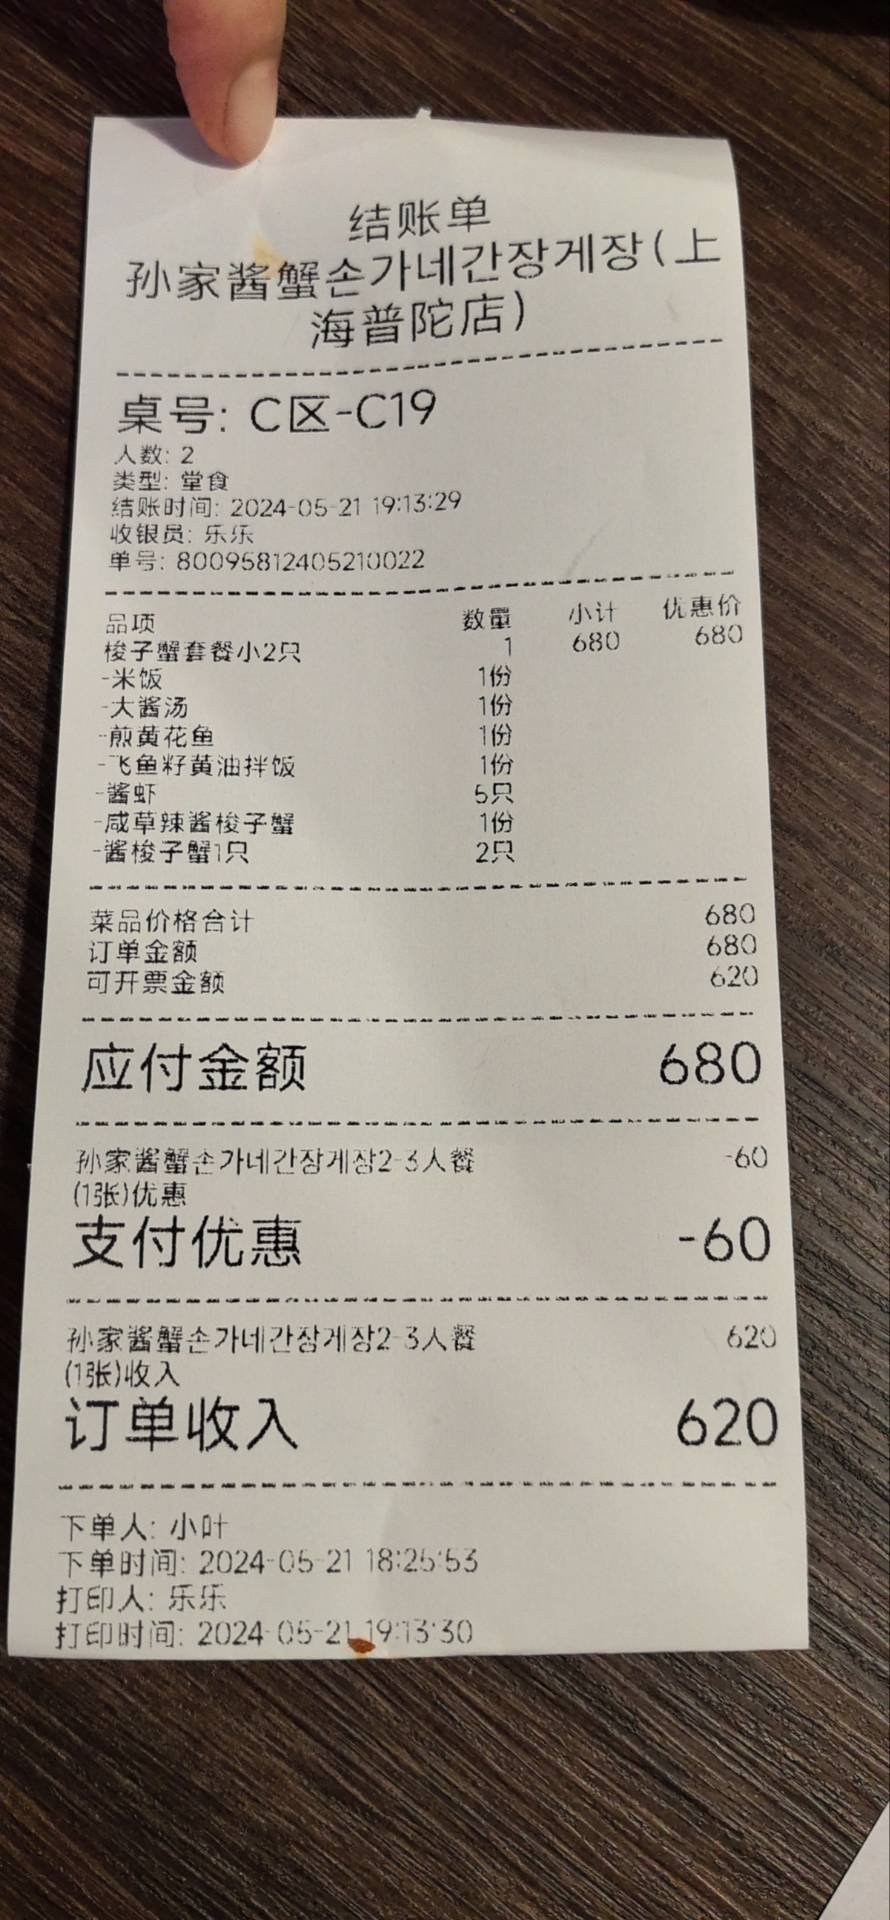 结账单
孙家酱蟹손가네간장게장(上
海普陀店)
桌号: C区-C19
人数: 2
类型: 堂食
结账时间: 2024-05-21 19:13:29
收银员: 乐乐
单号: 80095812405210022
品项 数量 小计 优惠价
梭子蟹套餐小2只 1 680 680
-米饭 1份
-大酱汤 1份
-煎黄花鱼 1份
-飞鱼籽黄油拌饭 1份
-酱虾 5只
-咸草辣酱梭子蟹 1份
-酱梭子蟹1只 2只
菜品价格合计 680
订单金额 680
可开票金额 620
应付金额 680
孙家酱蟹손가네간장게장2-3人餐 -60
(1张)优惠
支付优惠 -60
孙家酱蟹손가네간장게장2-3人餐 620
(1张)收入
订单收入 620
下单人: 小叶
下单时间: 2024-05-21 18:25:53
打印人: 乐乐
打印时间: 2024-05-21 19:13:30